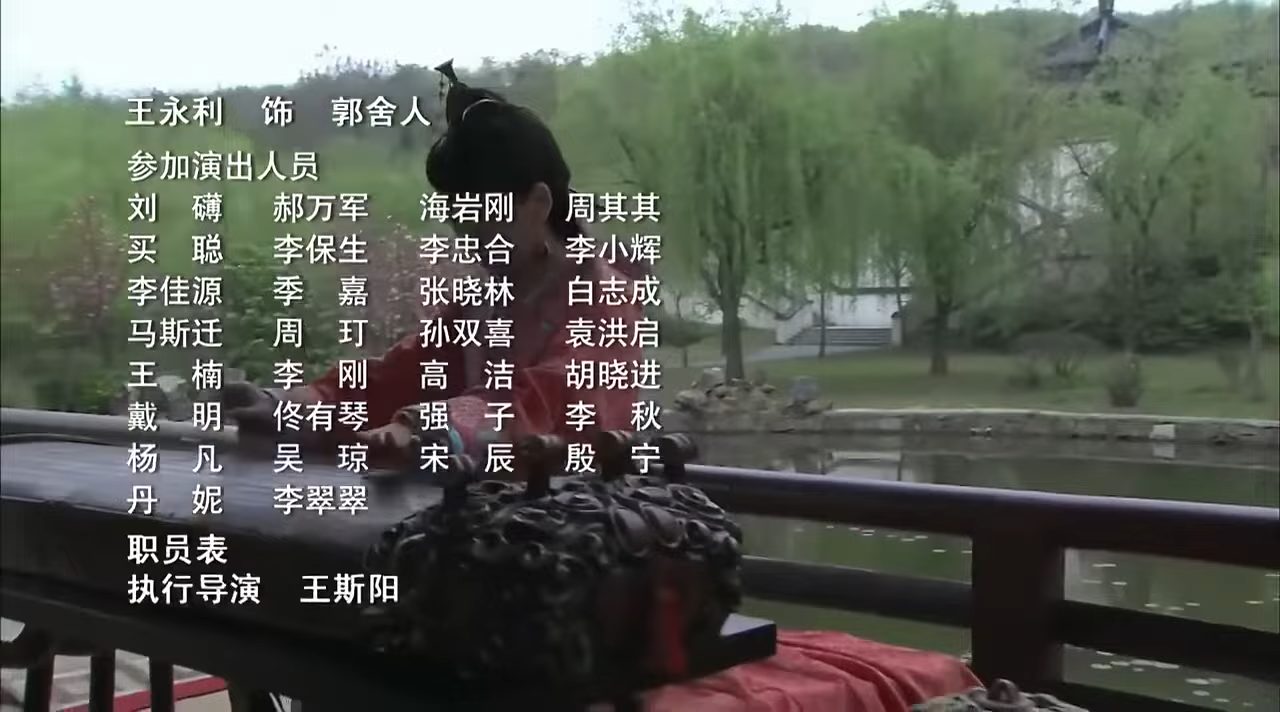 王永利 饰 郭舍人
参加演出人员
刘 礴 郝万军 海岩刚 周其其
买 聪 李保生 李忠合 李小辉
李佳源 季 嘉 张晓林 白志成
马斯迁 周 玎 孙双喜 袁洪启
王 楠 李 刚 高 洁 胡晓进
戴 明 佟有琴 强 子 李 秋
杨 凡 吴 琼 宋 辰 殷 宁
丹 妮 李翠翠
职员表
执行导演 王斯阳